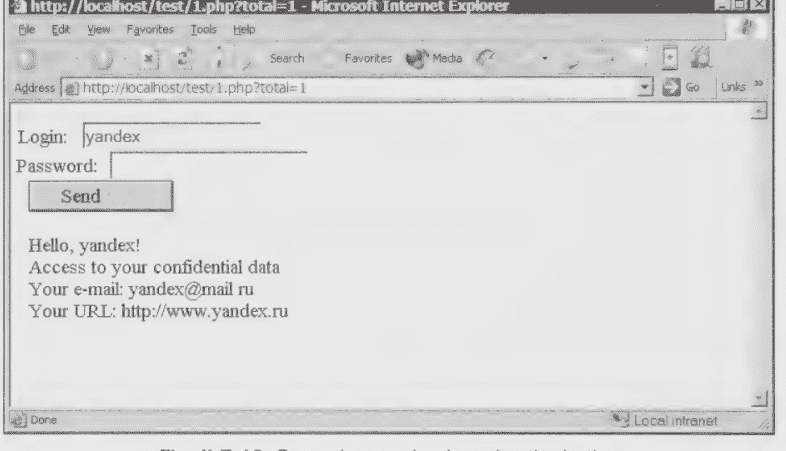 http://localhost/test/1.php?total=1 - Microsoft Internet Explorer
File Edit View Favorites Tools Help
Search Favorites Media
Address http://localhost/test/1.php?total=1 Go Links »
Login: yandex
Password:
Send
Hello, yandex!
Access to your confidential data
Your e-mail: yandex@mail ru
Your URL: http://www.yandex.ru
Done Local intranet